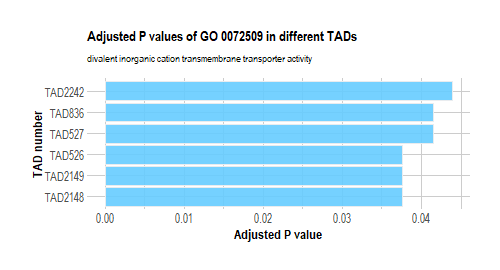 Adjusted P values of GO 0072509 in different TADs
divalent inorganic cation transmembrane transporter activity
TAD number
TAD2242
TAD836
TAD527
TAD526
TAD2149
TAD2148
0.00 0.01 0.02 0.03 0.04
Adjusted P value